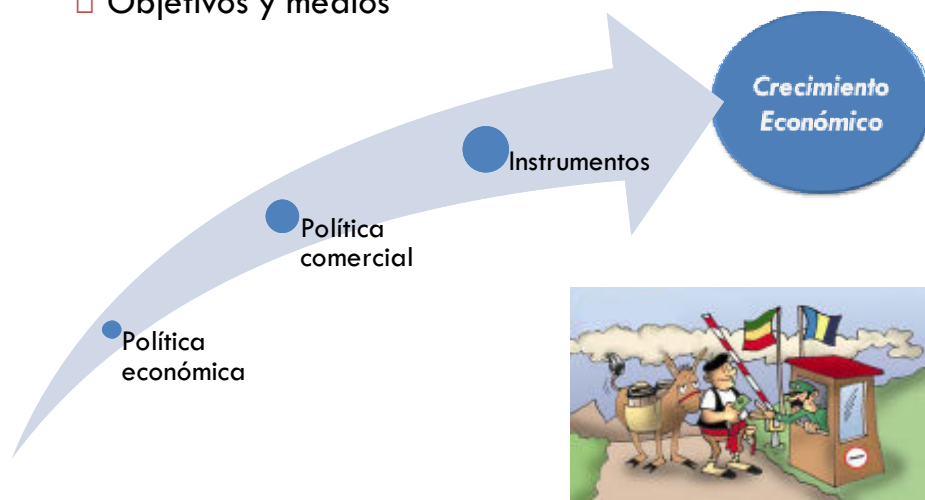 Objetivos y medios
Crecimiento
Económico
Instrumentos
Política
comercial
Política
económica